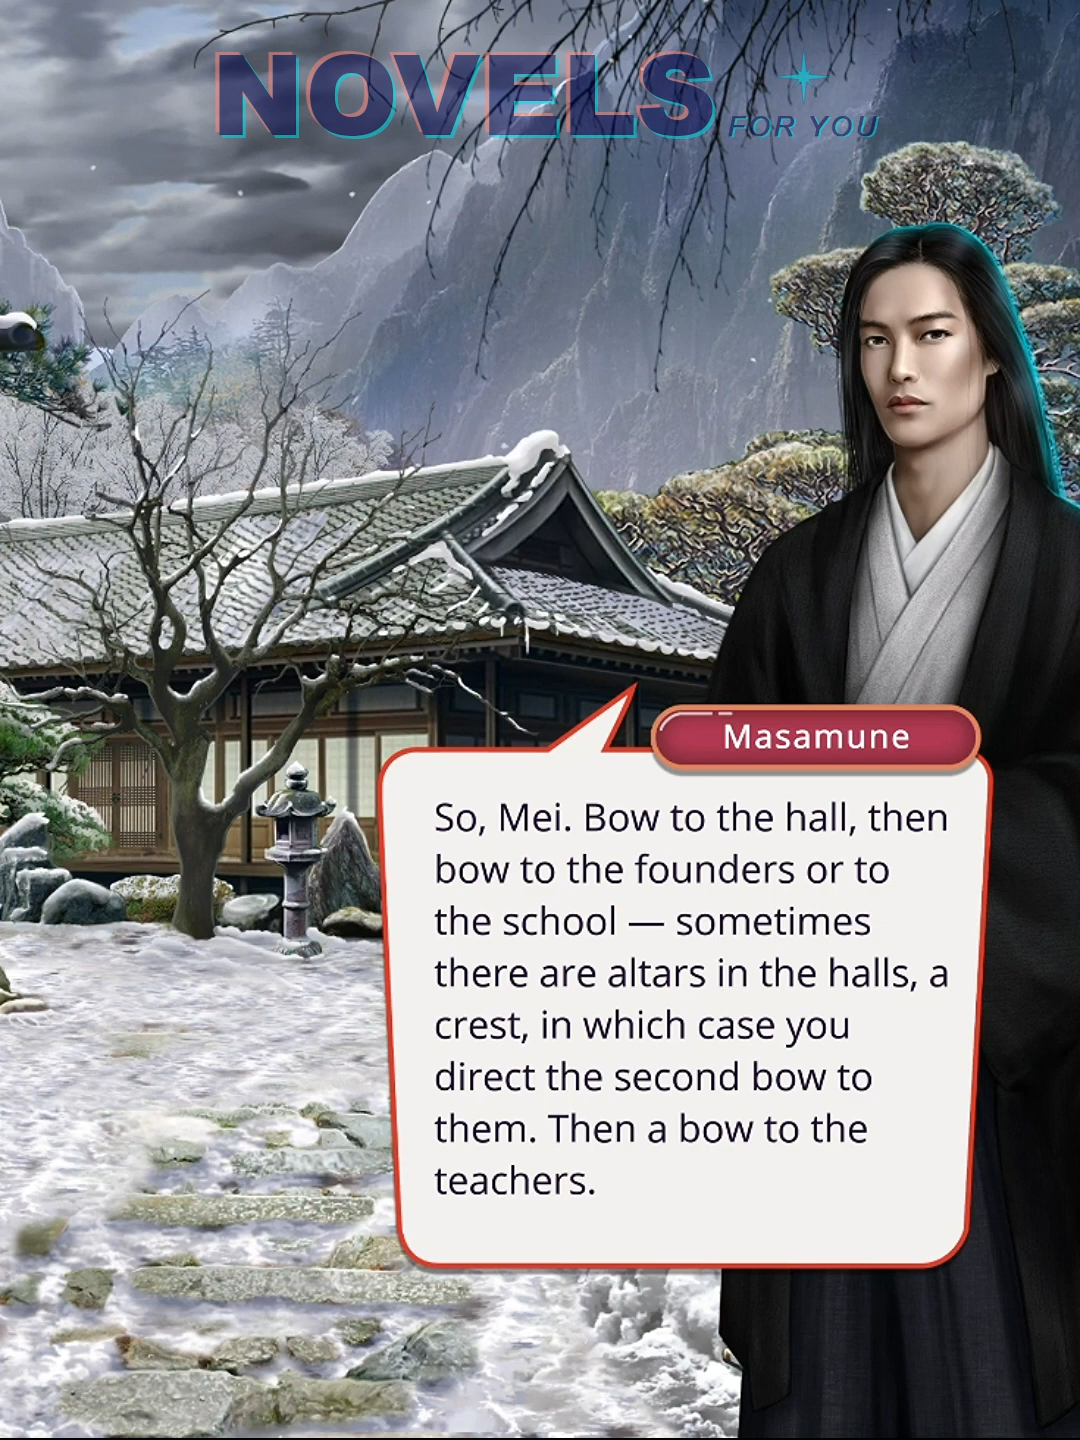 NOVELS
FOR YOU
Masamune
So, Mei. Bow to the hall, then
bow to the founders or to
the school — sometimes
there are altars in the halls, a
crest, in which case you
direct the second bow to
them. Then a bow to the
teachers.